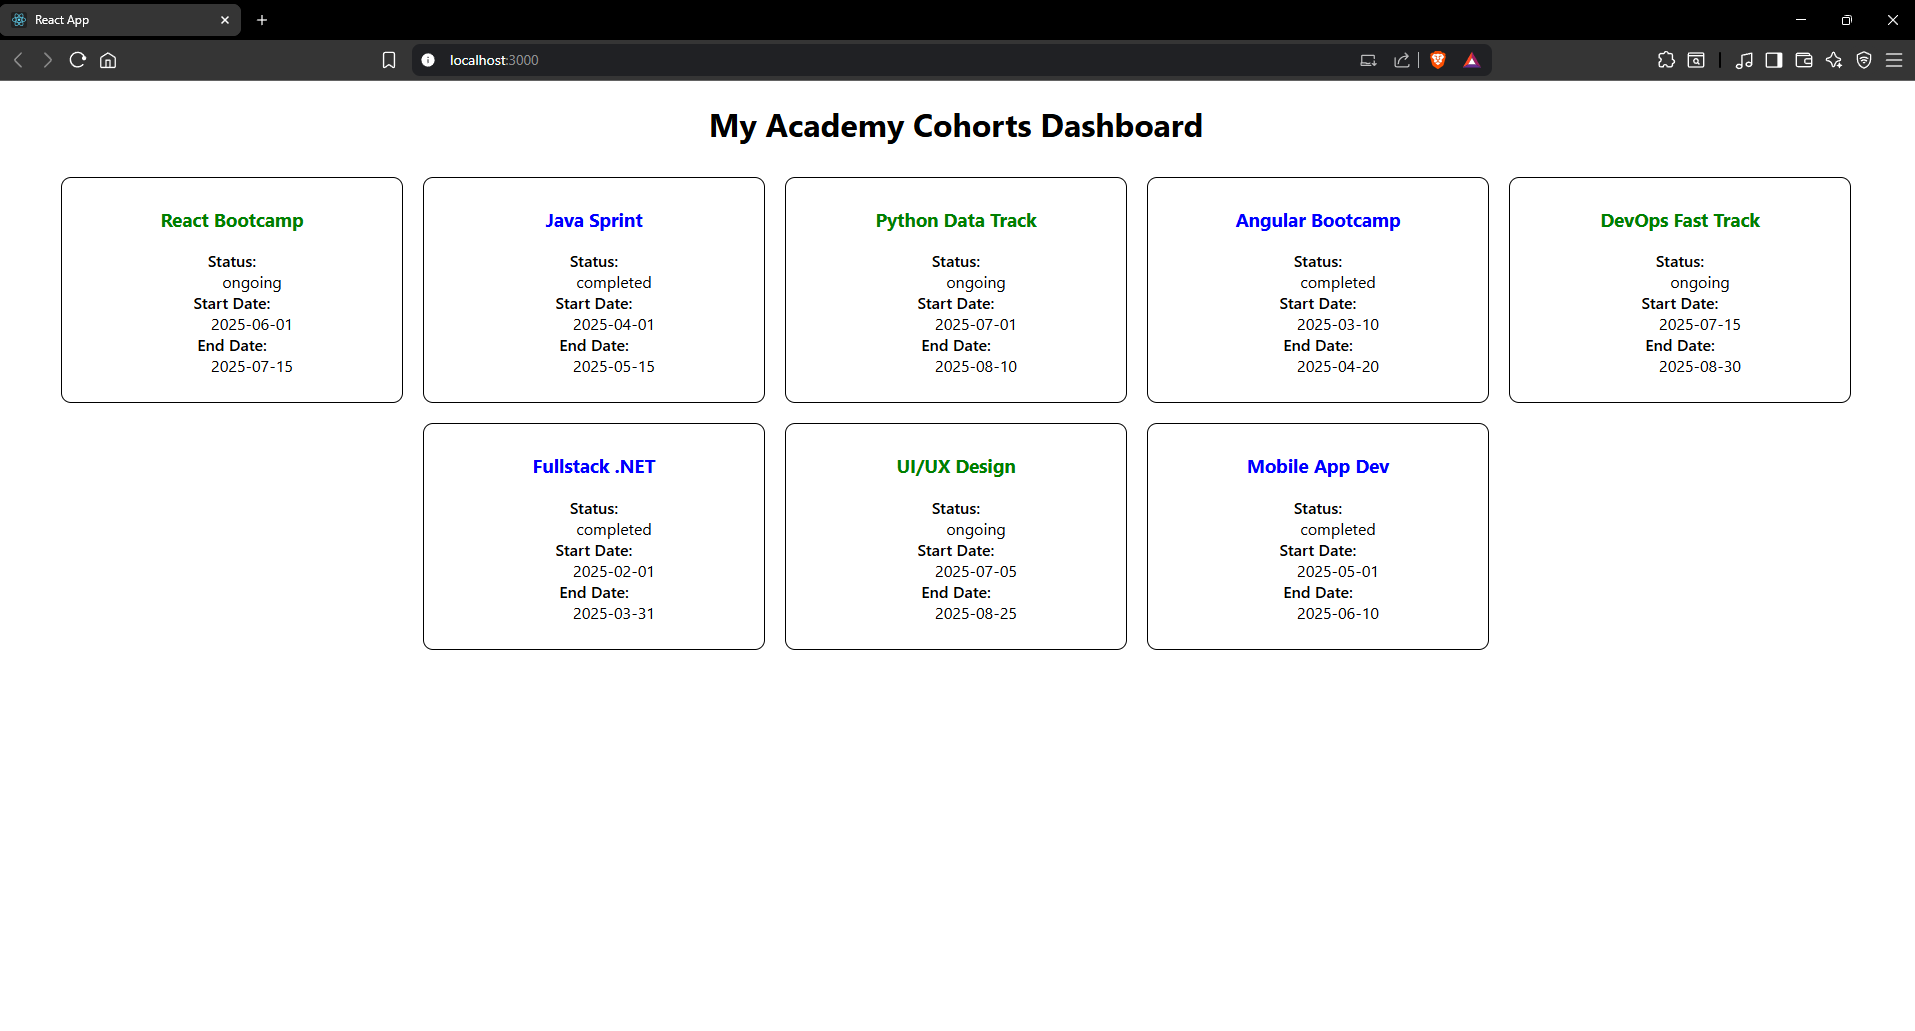 React App
localhost:3000
My Academy Cohorts Dashboard
React Bootcamp
Status:
ongoing
Start Date:
2025-06-01
End Date:
2025-07-15
Java Sprint
Status:
completed
Start Date:
2025-04-01
End Date:
2025-05-15
Python Data Track
Status:
ongoing
Start Date:
2025-07-01
End Date:
2025-08-10
Angular Bootcamp
Status:
completed
Start Date:
2025-03-10
End Date:
2025-04-20
DevOps Fast Track
Status:
ongoing
Start Date:
2025-07-15
End Date:
2025-08-30
Fullstack .NET
Status:
completed
Start Date:
2025-02-01
End Date:
2025-03-31
UI/UX Design
Status:
ongoing
Start Date:
2025-07-05
End Date:
2025-08-25
Mobile App Dev
Status:
completed
Start Date:
2025-05-01
End Date:
2025-06-10